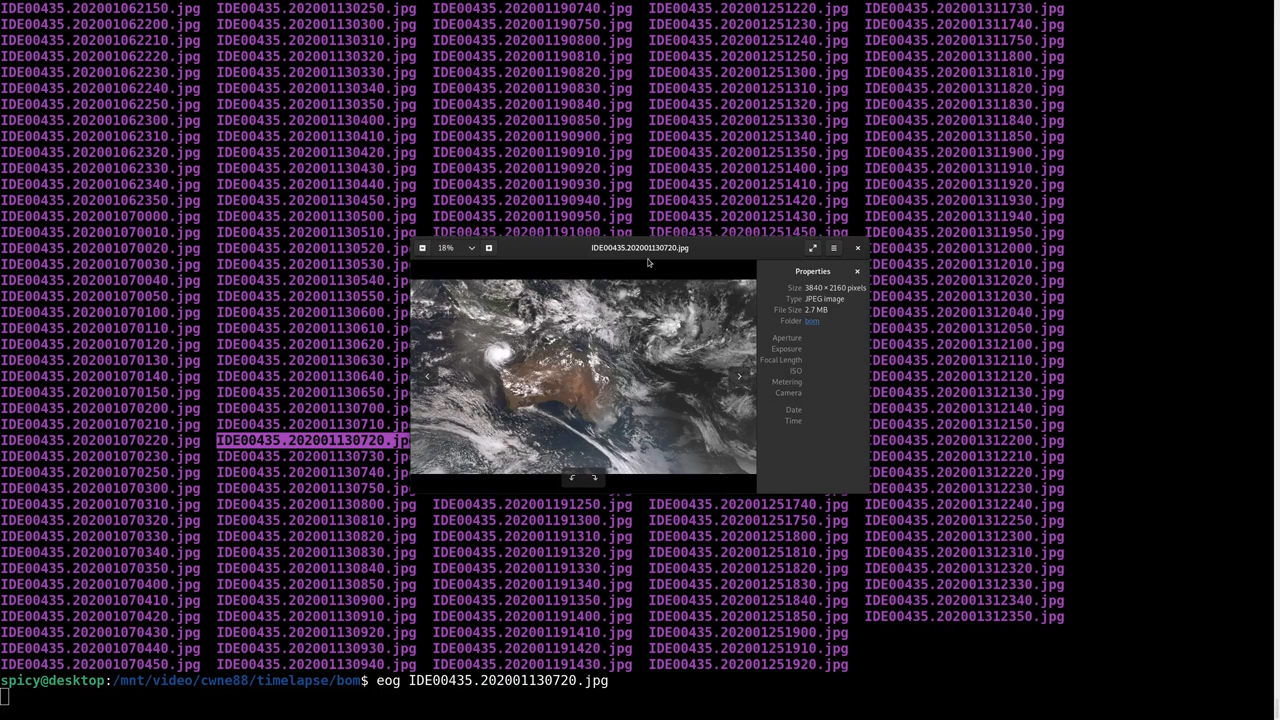 IDE00435.202001062150.jpg IDE00435.202001130250.jpg IDE00435.202001190740.jpg IDE00435.202001251220.jpg IDE00435.202001311730.jpg
IDE00435.202001062200.jpg IDE00435.202001130300.jpg IDE00435.202001190750.jpg IDE00435.202001251230.jpg IDE00435.202001311740.jpg
IDE00435.202001062210.jpg IDE00435.202001130310.jpg IDE00435.202001190800.jpg IDE00435.202001251240.jpg IDE00435.202001311750.jpg
IDE00435.202001062220.jpg IDE00435.202001130320.jpg IDE00435.202001190810.jpg IDE00435.202001251250.jpg IDE00435.202001311800.jpg
IDE00435.202001062230.jpg IDE00435.202001130330.jpg IDE00435.202001190820.jpg IDE00435.202001251300.jpg IDE00435.202001311810.jpg
IDE00435.202001062240.jpg IDE00435.202001130340.jpg IDE00435.202001190830.jpg IDE00435.202001251310.jpg IDE00435.202001311820.jpg
IDE00435.202001062250.jpg IDE00435.202001130350.jpg IDE00435.202001190840.jpg IDE00435.202001251320.jpg IDE00435.202001311830.jpg
IDE00435.202001062300.jpg IDE00435.202001130400.jpg IDE00435.202001190850.jpg IDE00435.202001251330.jpg IDE00435.202001311840.jpg
IDE00435.202001062310.jpg IDE00435.202001130410.jpg IDE00435.202001190900.jpg IDE00435.202001251340.jpg IDE00435.202001311850.jpg
IDE00435.202001062320.jpg IDE00435.202001130420.jpg IDE00435.202001190910.jpg IDE00435.202001251350.jpg IDE00435.202001311900.jpg
IDE00435.202001062330.jpg IDE00435.202001130430.jpg IDE00435.202001190920.jpg IDE00435.202001251400.jpg IDE00435.202001311910.jpg
IDE00435.202001062340.jpg IDE00435.202001130440.jpg IDE00435.202001190930.jpg IDE00435.202001251410.jpg IDE00435.202001311920.jpg
IDE00435.202001062350.jpg IDE00435.202001130450.jpg IDE00435.202001190940.jpg IDE00435.202001251420.jpg IDE00435.202001311930.jpg
IDE00435.202001070000.jpg IDE00435.202001130500.jpg IDE00435.202001190950.jpg IDE00435.202001251430.jpg IDE00435.202001311940.jpg
IDE00435.202001070010.jpg IDE00435.202001130510.jpg IDE00435.202001191000.jpg IDE00435.202001251450.jpg IDE00435.202001311950.jpg
IDE00435.202001070020.jpg IDE00435.202001130520.jpg IDE00435.202001312000.jpg
IDE00435.202001070030.jpg IDE00435.202001130530.jpg IDE00435.202001312010.jpg
IDE00435.202001070040.jpg IDE00435.202001130540.jpg IDE00435.202001312020.jpg
IDE00435.202001070050.jpg IDE00435.202001130550.jpg IDE00435.202001312030.jpg
IDE00435.202001070100.jpg IDE00435.202001130600.jpg IDE00435.202001312040.jpg
IDE00435.202001070110.jpg IDE00435.202001130610.jpg IDE00435.202001312050.jpg
IDE00435.202001070120.jpg IDE00435.202001130620.jpg IDE00435.202001312100.jpg
IDE00435.202001070130.jpg IDE00435.202001130630.jpg IDE00435.202001312110.jpg
IDE00435.202001070140.jpg IDE00435.202001130640.jpg IDE00435.202001312120.jpg
IDE00435.202001070150.jpg IDE00435.202001130650.jpg IDE00435.202001312130.jpg
IDE00435.202001070200.jpg IDE00435.202001130700.jpg IDE00435.202001312140.jpg
IDE00435.202001070210.jpg IDE00435.202001130710.jpg IDE00435.202001312150.jpg
IDE00435.202001070220.jpg IDE00435.202001130720.jp IDE00435.202001312200.jpg
IDE00435.202001070230.jpg IDE00435.202001130730.jpg IDE00435.202001312210.jpg
IDE00435.202001070250.jpg IDE00435.202001130740.jpg IDE00435.202001312220.jpg
IDE00435.202001070300.jpg IDE00435.202001130750.jpg IDE00435.202001312230.jpg
IDE00435.202001070310.jpg IDE00435.202001130800.jpg IDE00435.202001191250.jpg IDE00435.202001251740.jpg IDE00435.202001312240.jpg
IDE00435.202001070320.jpg IDE00435.202001130810.jpg IDE00435.202001191300.jpg IDE00435.202001251750.jpg IDE00435.202001312250.jpg
IDE00435.202001070330.jpg IDE00435.202001130820.jpg IDE00435.202001191310.jpg IDE00435.202001251800.jpg IDE00435.202001312300.jpg
IDE00435.202001070340.jpg IDE00435.202001130830.jpg IDE00435.202001191320.jpg IDE00435.202001251810.jpg IDE00435.202001312310.jpg
IDE00435.202001070350.jpg IDE00435.202001130840.jpg IDE00435.202001191330.jpg IDE00435.202001251820.jpg IDE00435.202001312320.jpg
IDE00435.202001070400.jpg IDE00435.202001130850.jpg IDE00435.202001191340.jpg IDE00435.202001251830.jpg IDE00435.202001312330.jpg
IDE00435.202001070410.jpg IDE00435.202001130900.jpg IDE00435.202001191350.jpg IDE00435.202001251840.jpg IDE00435.202001312340.jpg
IDE00435.202001070420.jpg IDE00435.202001130910.jpg IDE00435.202001191400.jpg IDE00435.202001251850.jpg IDE00435.202001312350.jpg
IDE00435.202001070430.jpg IDE00435.202001130920.jpg IDE00435.202001191410.jpg IDE00435.202001251900.jpg
IDE00435.202001070440.jpg IDE00435.202001130930.jpg IDE00435.202001191420.jpg IDE00435.202001251910.jpg
IDE00435.202001070450.jpg IDE00435.202001130940.jpg IDE00435.202001191430.jpg IDE00435.202001251920.jpg
spicy@desktop:/mnt/video/cwne88/timelapse/bom$ eog IDE00435.202001130720.jpg
18% IDE00435.202001130720.jpg
Properties
Size 3840 × 2160 pixels
Type JPEG image
File Size 2.7 MB
Folder bom
Aperture
Exposure
Focal Length
ISO
Metering
Camera
Date
Time